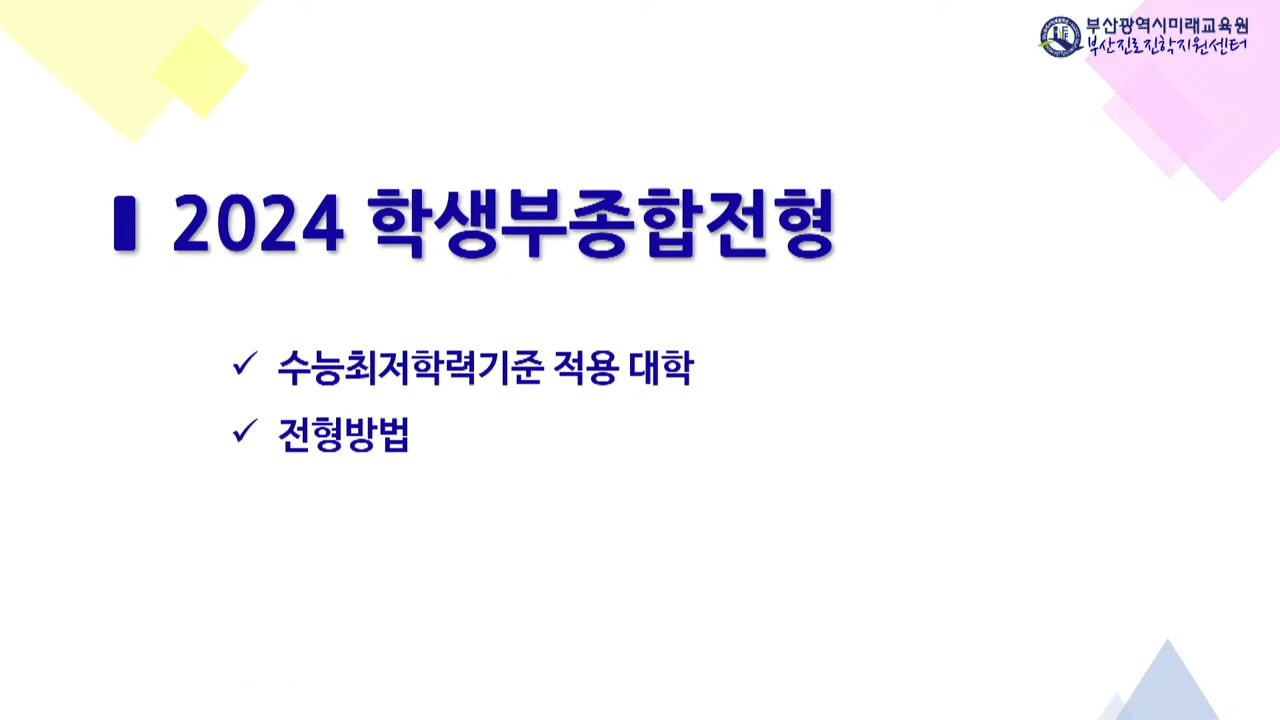 부산광역시미래교육원
부산진로진학지원센터
2024 학생부종합전형
✓ 수능최저학력기준 적용 대학
✓ 전형방법